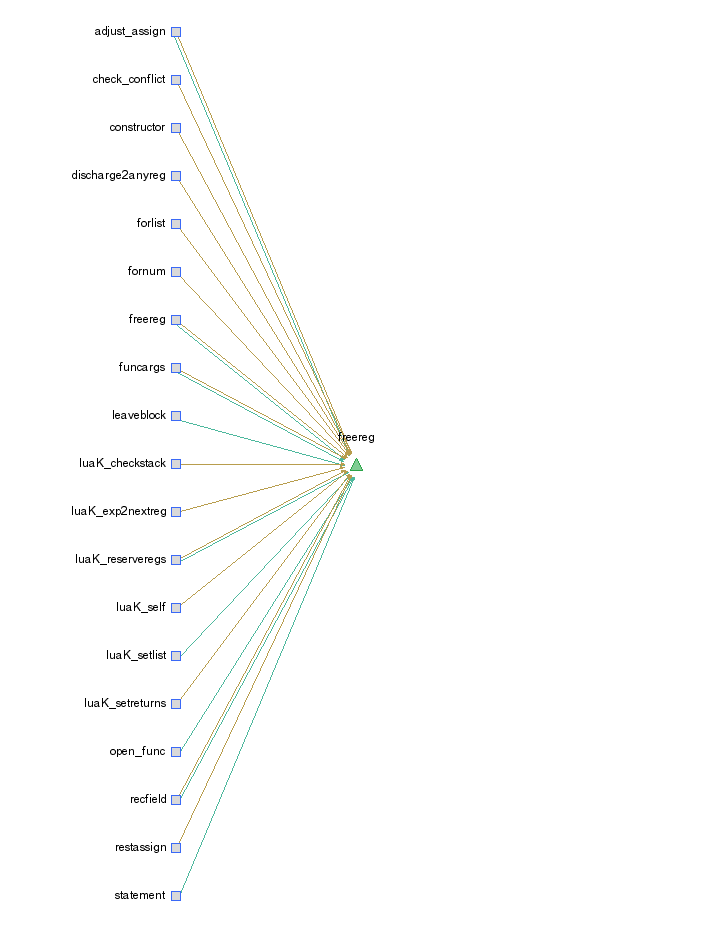 adjust_assign
check_conflict
constructor
discharge2anyreg
forlist
fornum
freereg
funcargs
leaveblock
freereg
luaK_checkstack
luaK_exp2nextreg
luaK_reserveregs
luaK_self
luaK_setlist
luaK_setreturns
open_func
recfield
restassign
statement